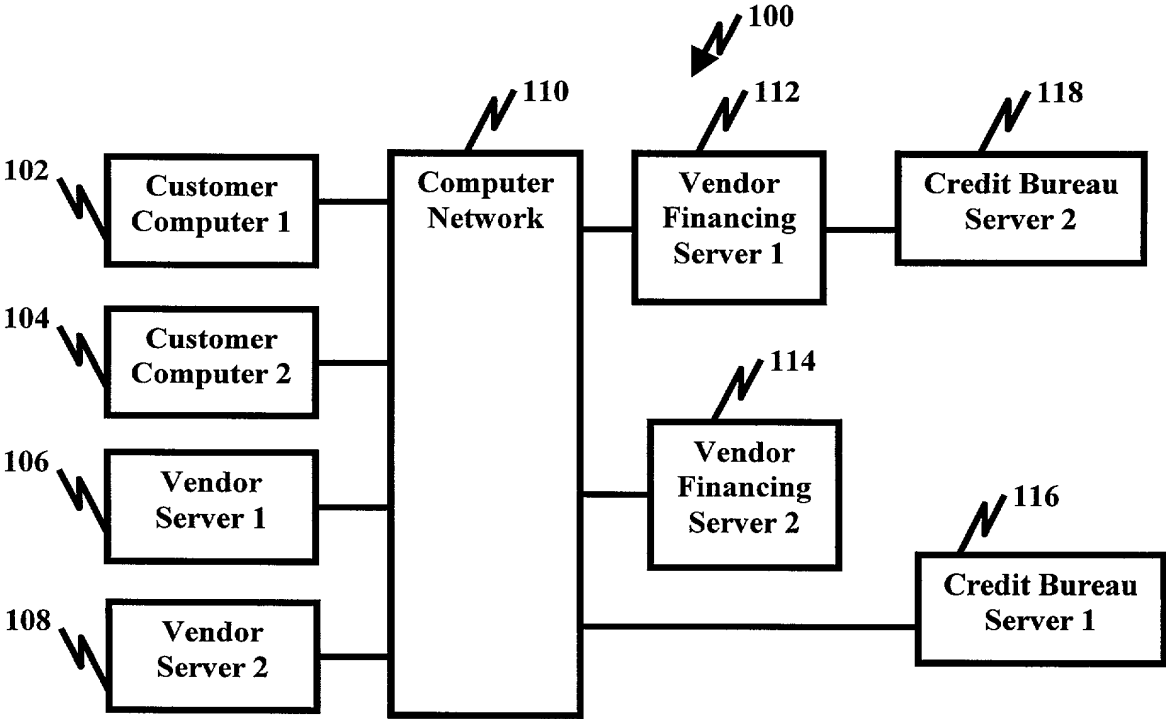 100
110
112
118
102
Customer
Computer 1
Computer
Network
Vendor
Financing
Server 1
Credit Bureau
Server 2
104
Customer
Computer 2
114
Vendor
Financing
Server 2
106
Vendor
Server 1
116
Credit Bureau
Server 1
108
Vendor
Server 2